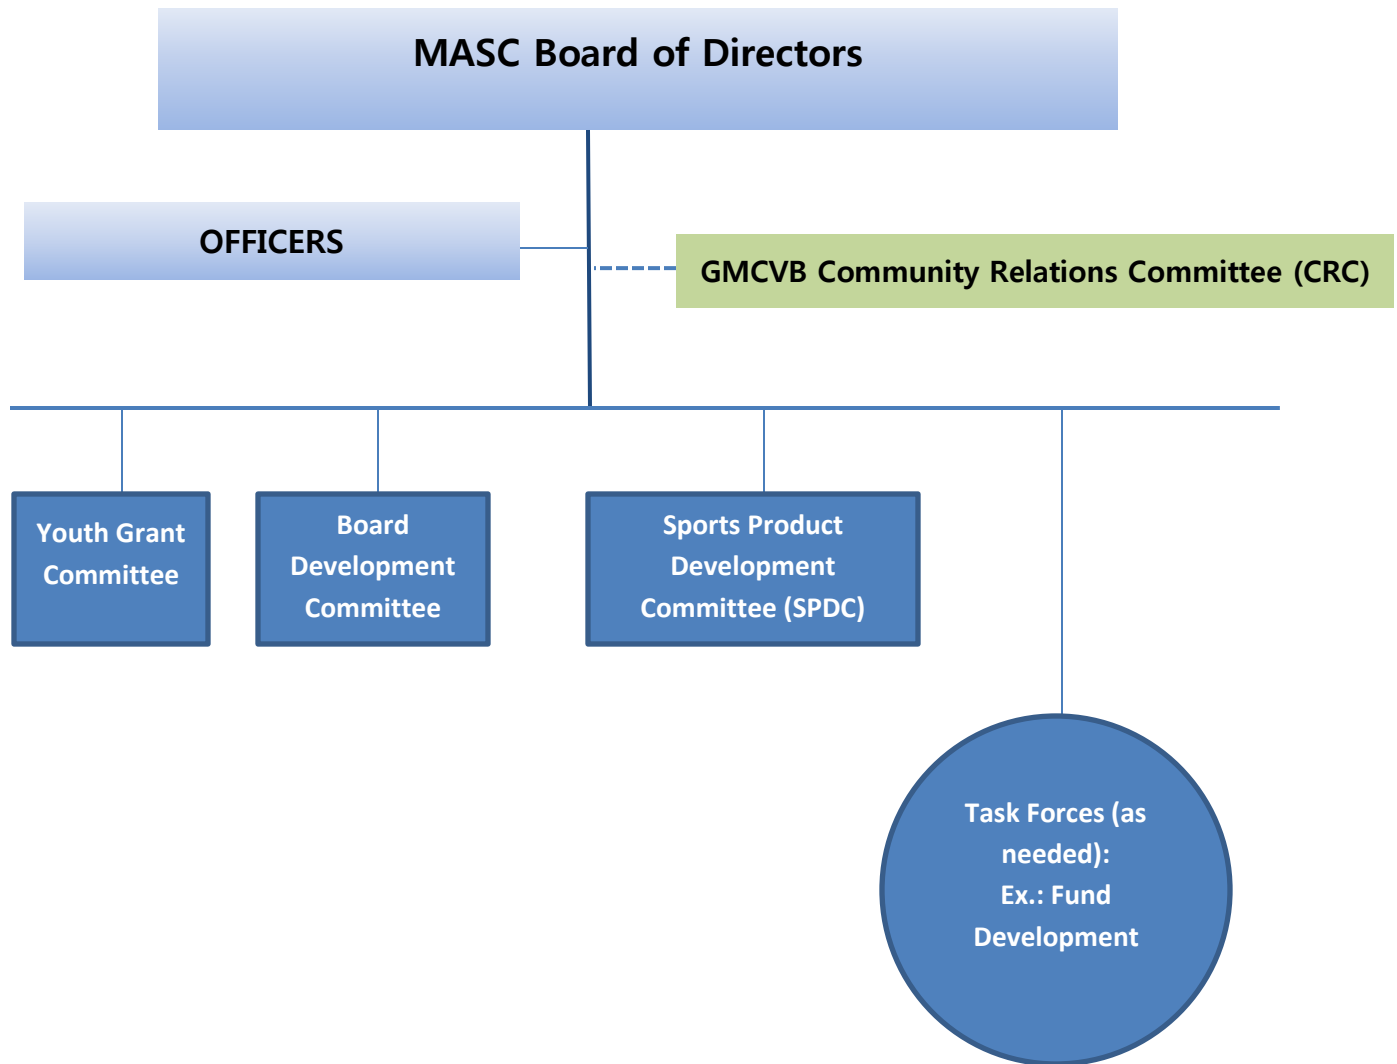 MASC Board of Directors
OFFICERS
GMCVB Community Relations Committee (CRC)
Youth Grant
Committee
Board
Development
Committee
Sports Product
Development
Committee (SPDC)
Task Forces (as
needed):
Ex.: Fund
Development